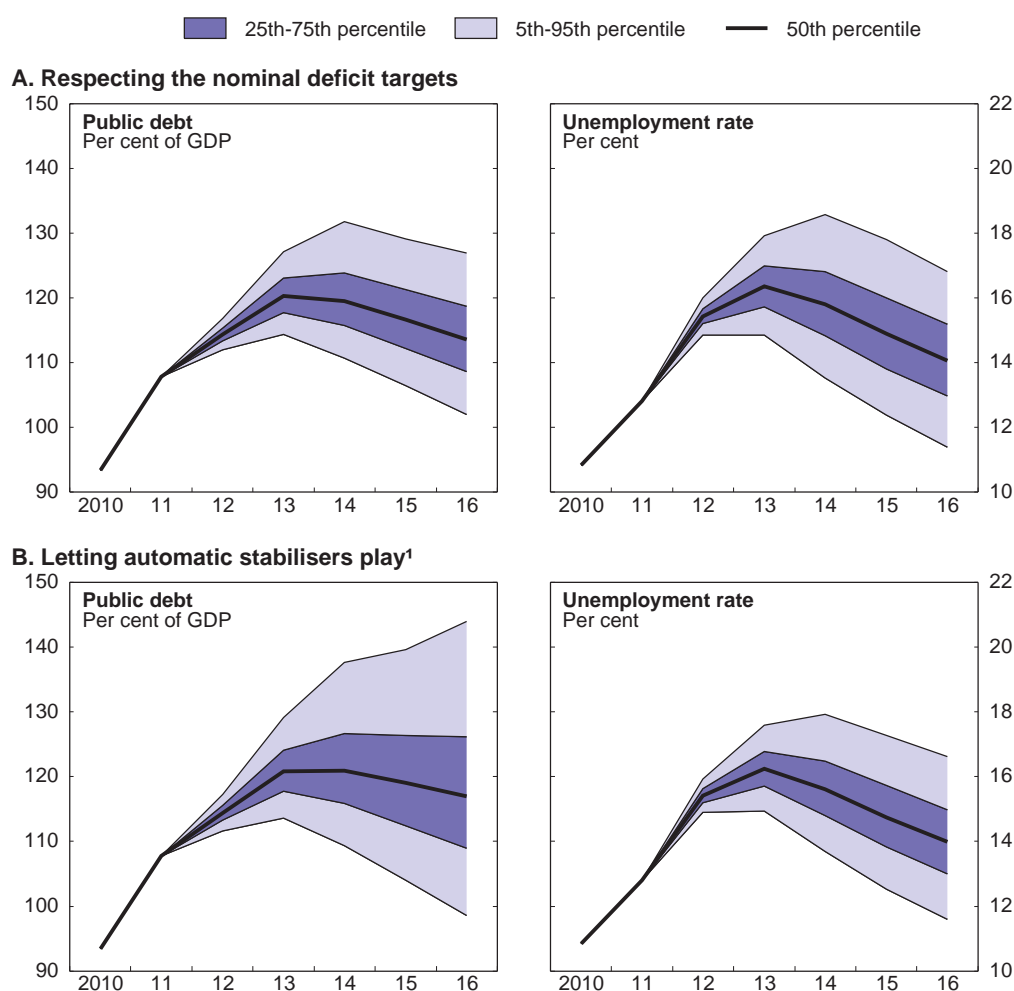 25th-75th percentile 5th-95th percentile 50th percentile
A. Respecting the nominal deficit targets
Public debt
Per cent of GDP
150
140
130
120
110
100
90
2010 11 12 13 14 15 16
Unemployment rate
Per cent
22
20
18
16
14
12
10
2010 11 12 13 14 15 16
B. Letting automatic stabilisers play¹
Public debt
Per cent of GDP
150
140
130
120
110
100
90
2010 11 12 13 14 15 16
Unemployment rate
Per cent
22
20
18
16
14
12
10
2010 11 12 13 14 15 16